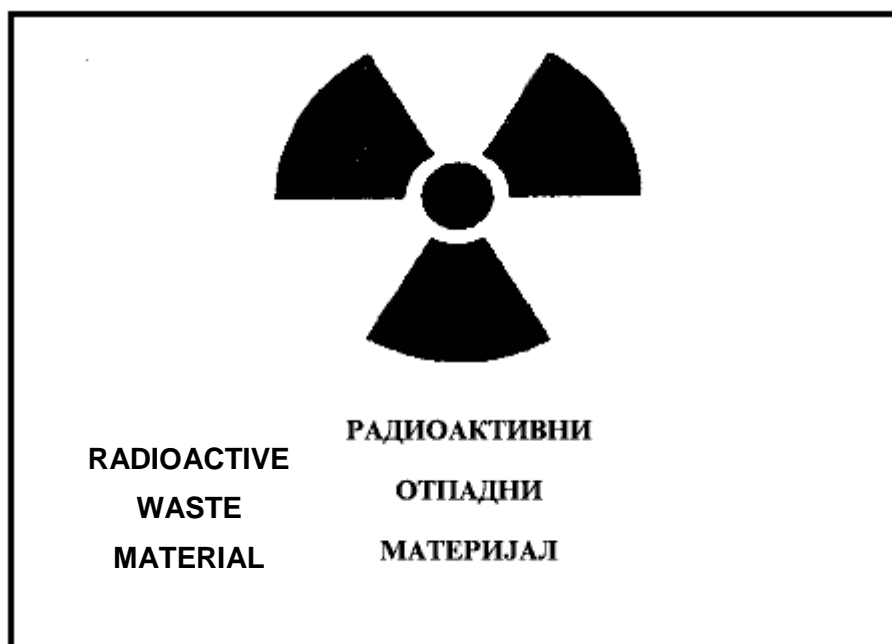 RADIOACTIVE
WASTE
MATERIAL
РАДИОАКТИВНИ
ОТПАДНИ
МАТЕРИЈАЛ